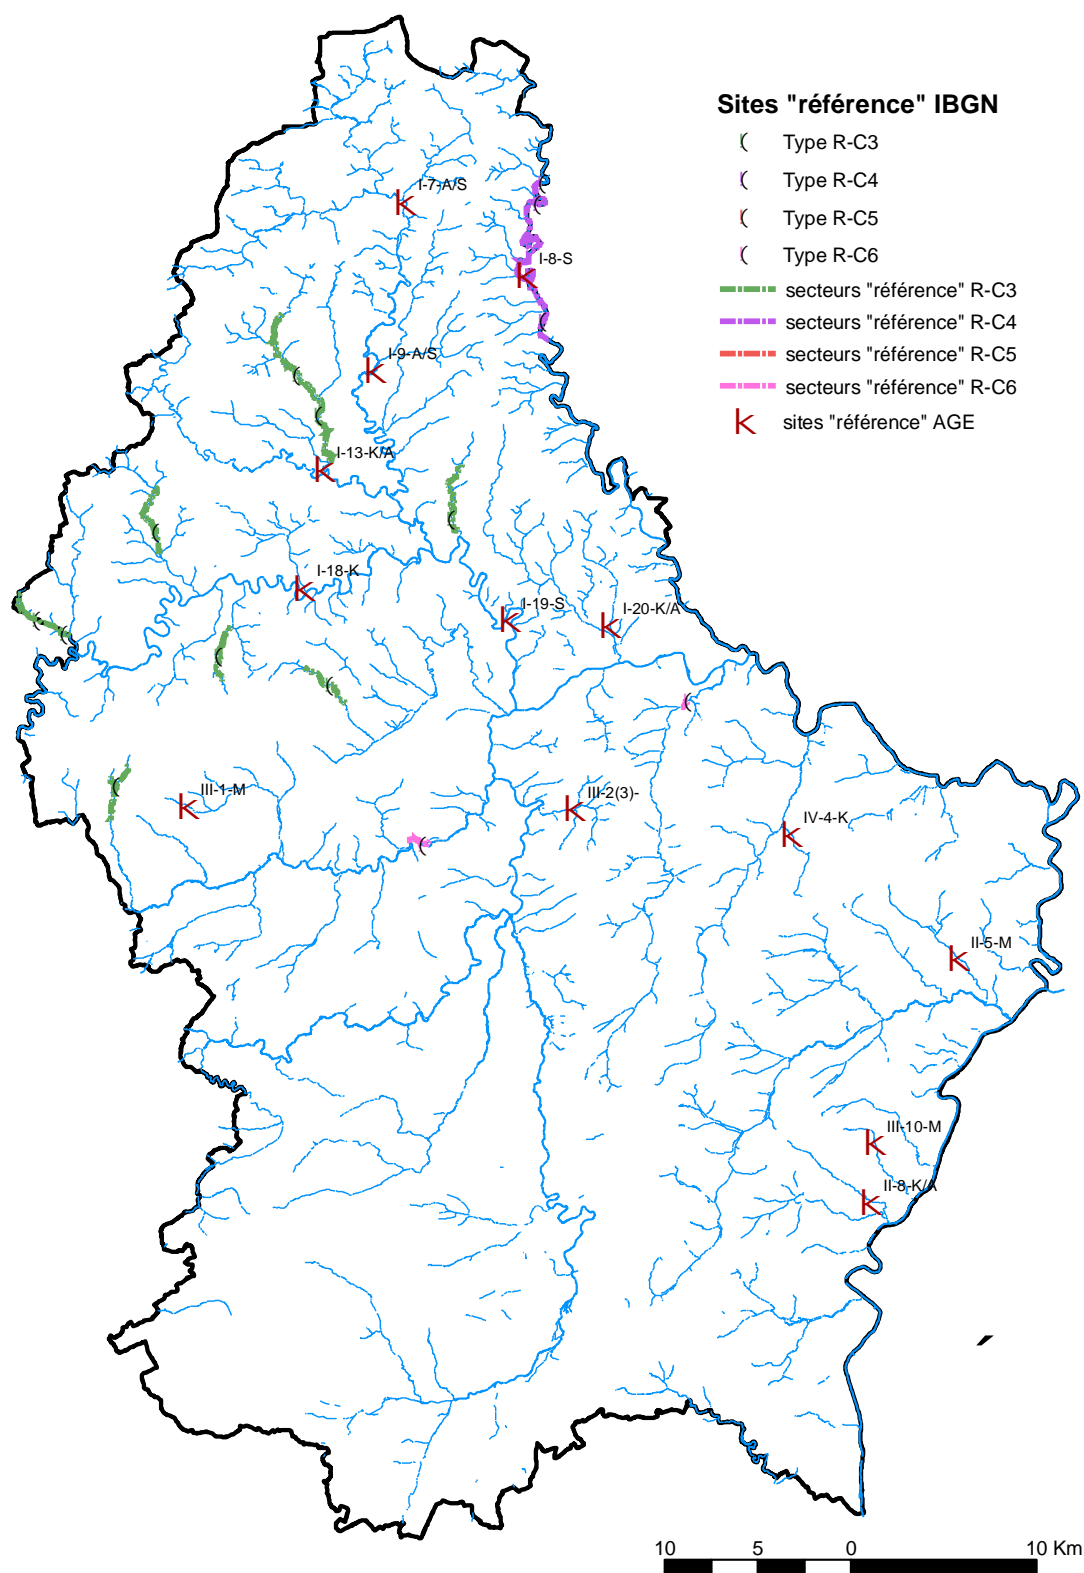 Sites "référence" IBGN
Type R-C3
Type R-C4
Type R-C5
Type R-C6
secteurs "référence" R-C3
secteurs "référence" R-C4
secteurs "référence" R-C5
secteurs "référence" R-C6
sites "référence" AGE
I-7-A/S
I-8-S
I-9-A/S
I-13-K/A
I-18-K
I-19-S
I-20-K/A
III-1-M
III-2(3)-
IV-4-K
II-5-M
III-10-M
II-8-K/A
10 5 0 10 Km